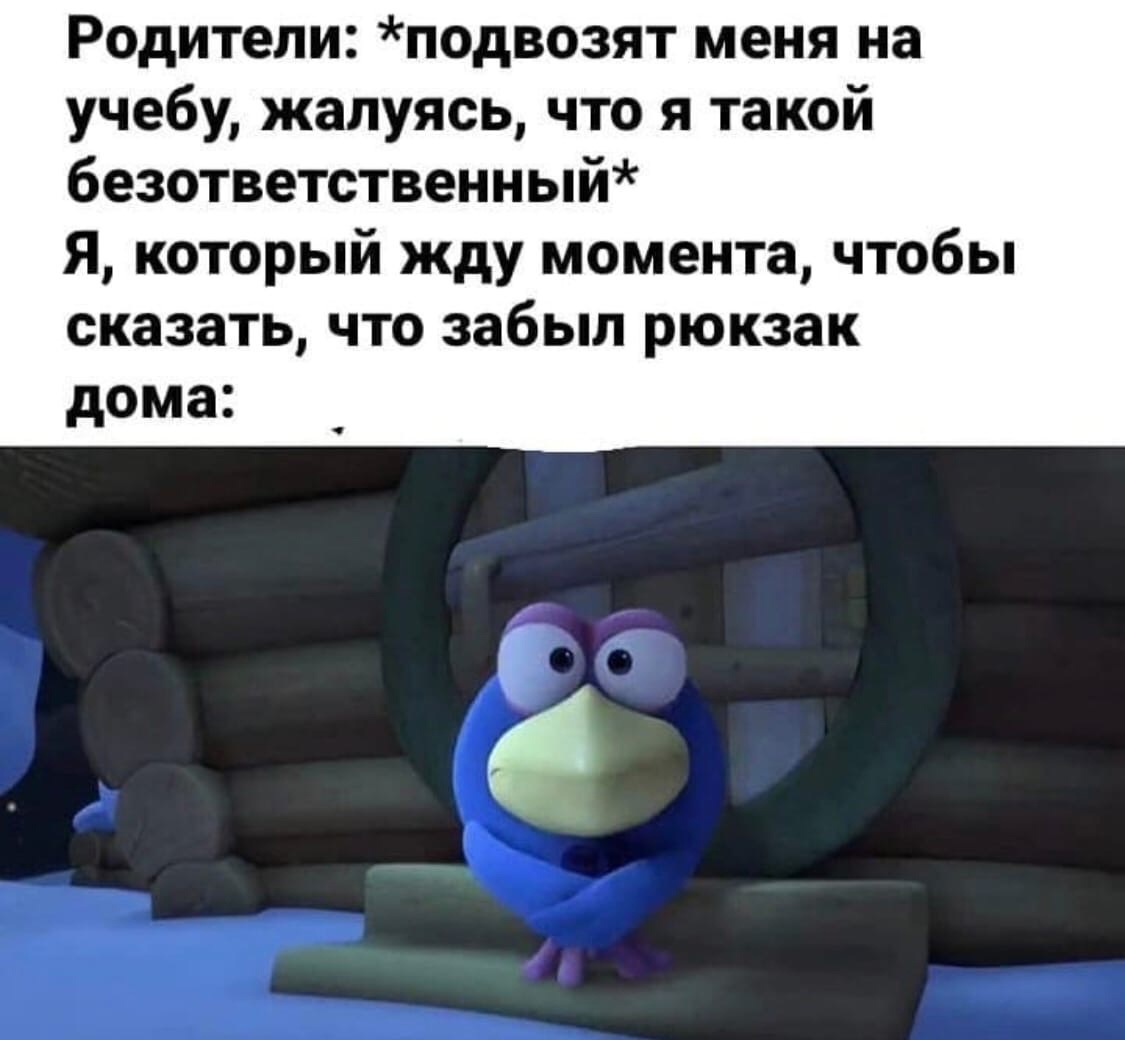 Родители: *подвозят меня на
учебу, жалуясь, что я такой
безответственный*
Я, который жду момента, чтобы
сказать, что забыл рюкзак
дома: